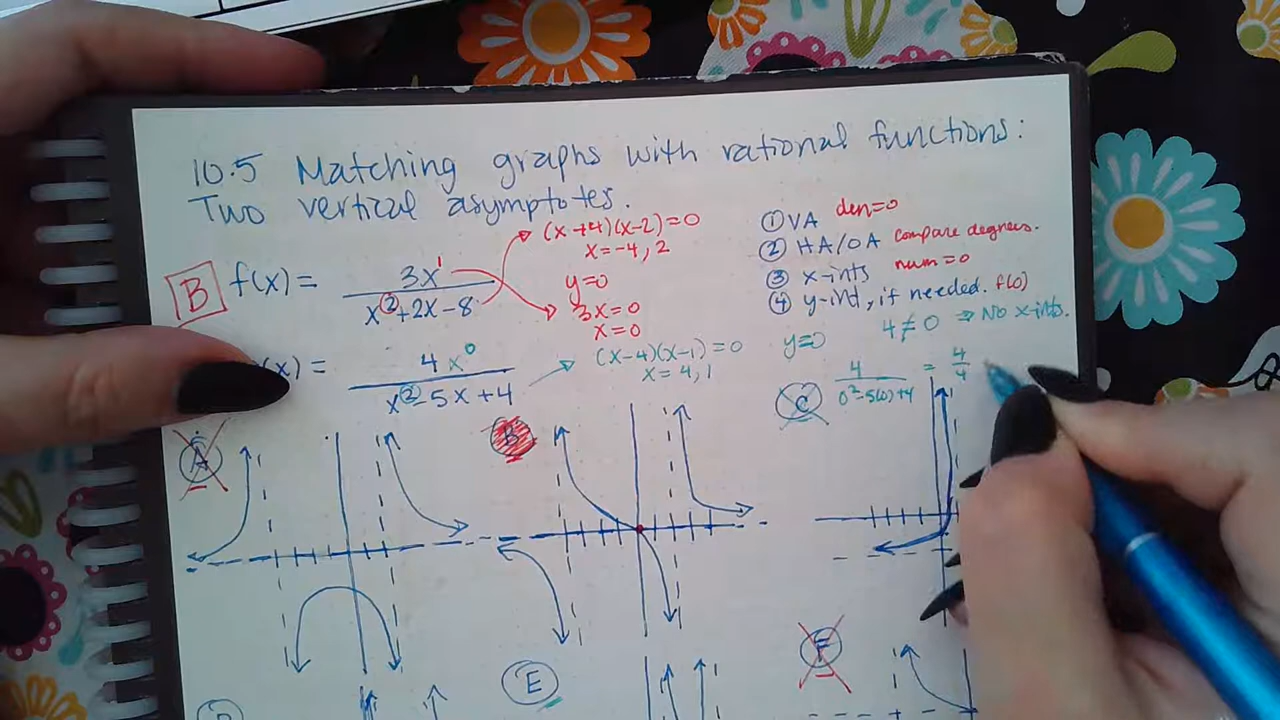 10.5 Matching graphs with rational functions:
Two vertical asymptotes.
① VA den=0
② HA/OA compare degrees.
③ x-ints num=0
④ y-int, if needed. f(0)
B f(x) = 3x¹ / x²+2x-8
(x+4)(x-2)=0
x=-4, 2
y=0
3x=0
x=0
(x) = 4x⁰ / x²-5x+4
(x-4)(x-1)=0
x=4,1
y=0
4≠0 ⇒ No x-ints.
4 / 0²-5(0)+4 = 4/4
A
B
C
D
E
F